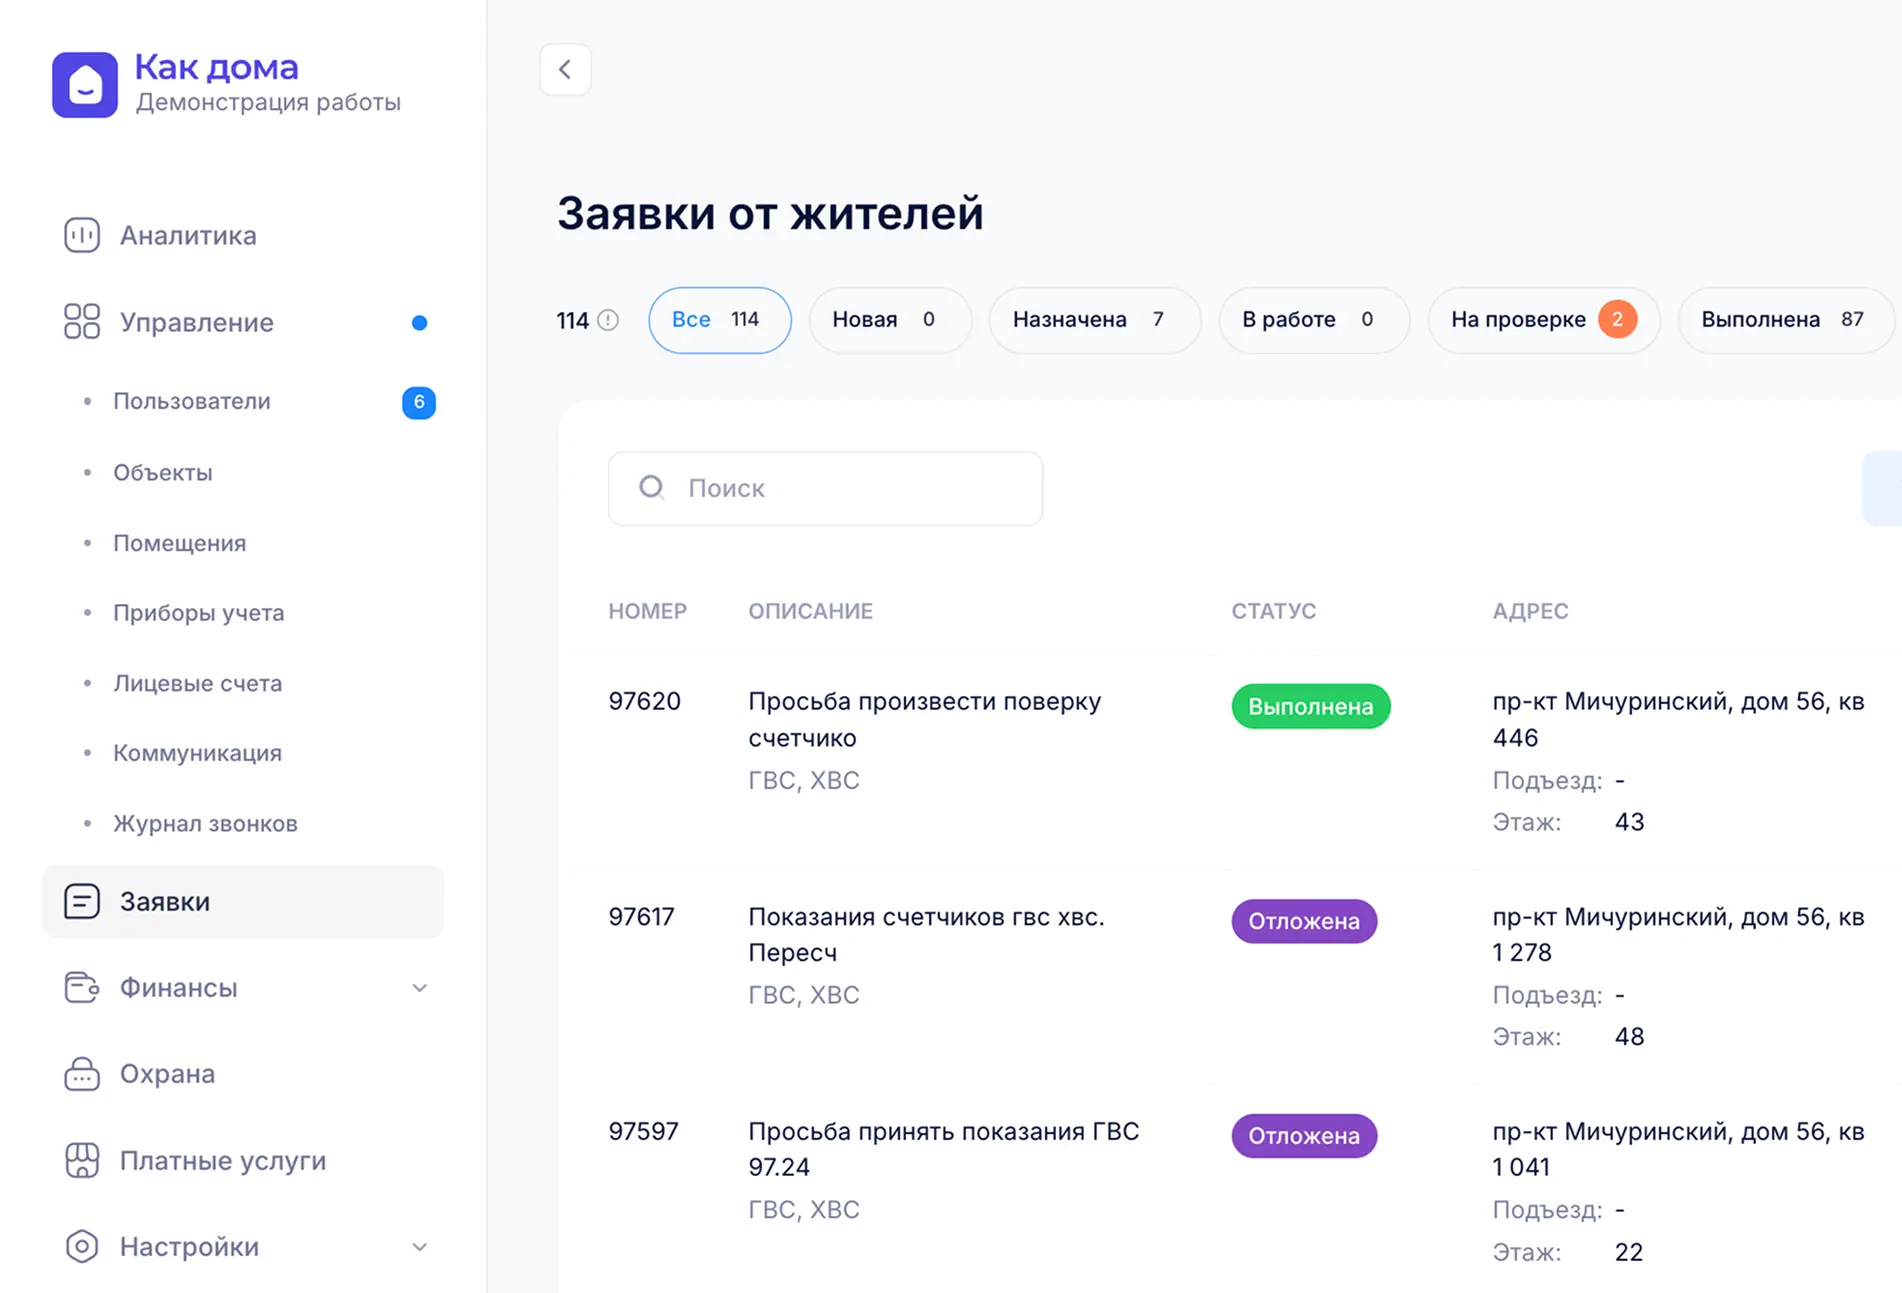 Как дома
Демонстрация работы
Аналитика
Управление
Пользователи 6
Объекты
Помещения
Приборы учета
Лицевые счета
Коммуникация
Журнал звонков
Заявки
Финансы
Охрана
Платные услуги
Настройки
Заявки от жителей
114 Все 114 Новая 0 Назначена 7 В работе 0 На проверке 2 Выполнена 87
Поиск
НОМЕР ОПИСАНИЕ СТАТУС АДРЕС
97620 Просьба произвести поверку Выполнена пр-кт Мичуринский, дом 56, кв
счетчико 446
ГВС, ХВС Подъезд: -
Этаж: 43
97617 Показания счетчиков гвс хвс. Отложена пр-кт Мичуринский, дом 56, кв
Пересч 1 278
ГВС, ХВС Подъезд: -
Этаж: 48
97597 Просьба принять показания ГВС Отложена пр-кт Мичуринский, дом 56, кв
97.24 1 041
ГВС, ХВС Подъезд: -
Этаж: 22